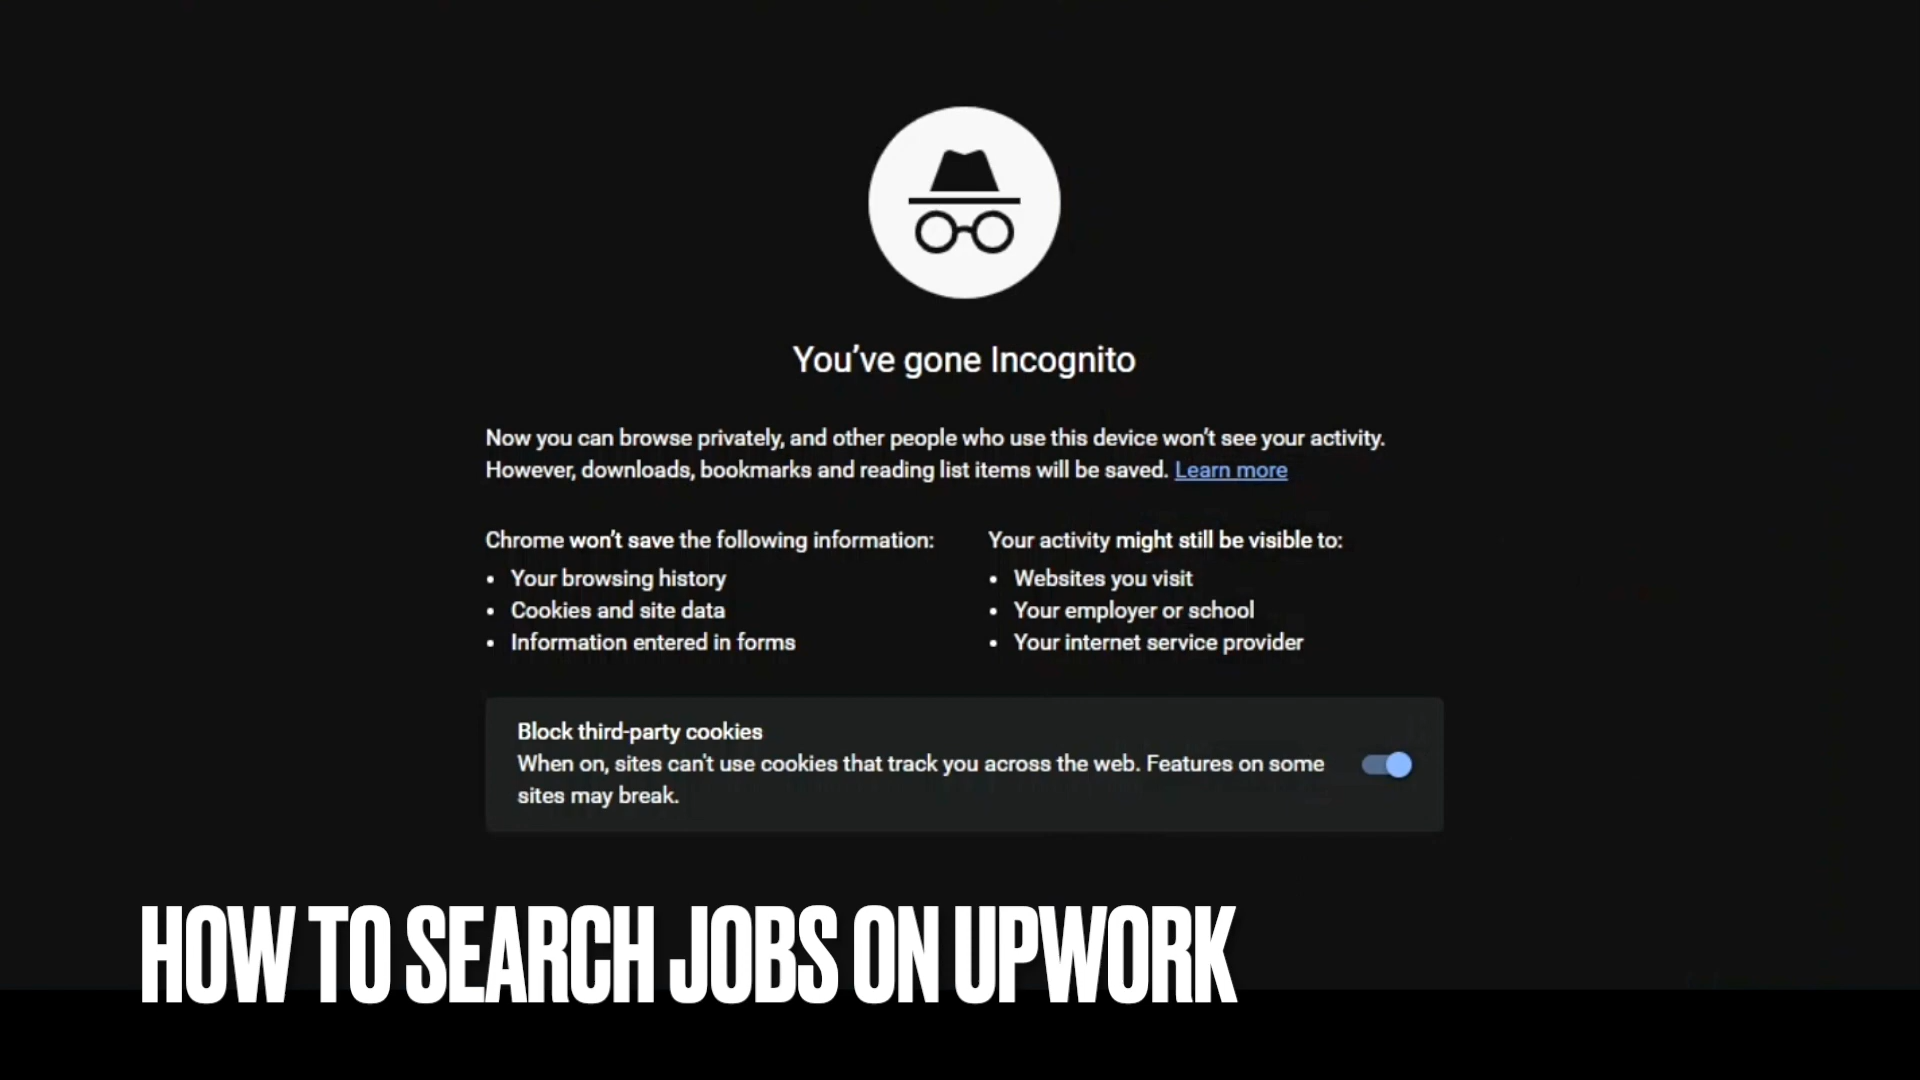 You've gone Incognito
Now you can browse privately, and other people who use this device won't see your activity.
However, downloads, bookmarks and reading list items will be saved. Learn more
Chrome won't save the following information:
• Your browsing history
• Cookies and site data
• Information entered in forms
Your activity might still be visible to:
• Websites you visit
• Your employer or school
• Your internet service provider
Block third-party cookies
When on, sites can't use cookies that track you across the web. Features on some
sites may break.
HOW TO SEARCH JOBS ON UPWORK